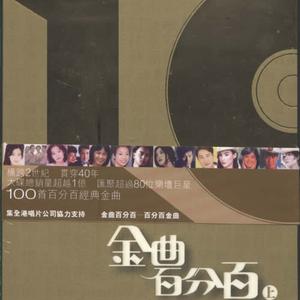 橫越2世紀 貫穿40年
大碟總銷量超越1億 匯聚超過80位樂壇巨星
100首百分百經典金曲
集全港唱片公司協力支持 金曲百分百─百分百金曲
金曲
百分百
上